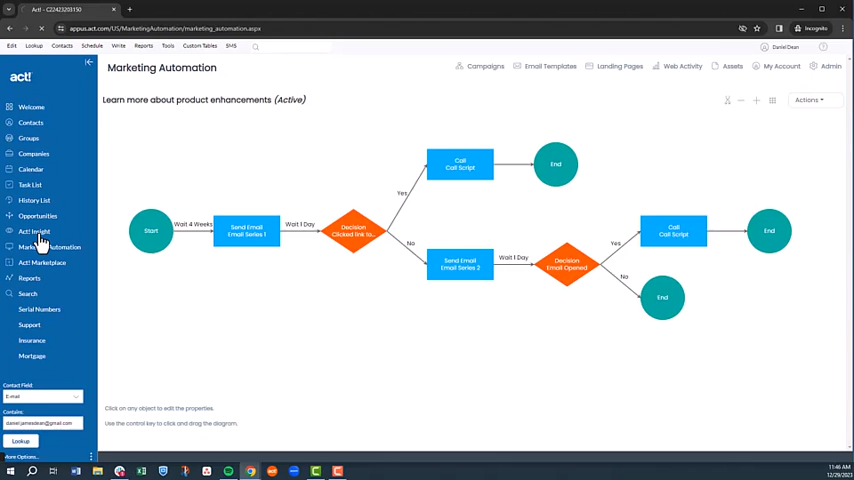 Act! - C22423203150
appus.act.com/US/MarketingAutomation/marketing_automation.aspx
Incognito
Edit Lookup Contacts Schedule Write Reports Tools Custom Tables SMS
Daniel Dean
act!
Marketing Automation
Campaigns Email Templates Landing Pages Web Activity Assets My Account Admin
Learn more about product enhancements (Active)
Actions
Welcome
Contacts
Groups
Companies
Calendar
Task List
History List
Opportunities
Act! Insight
Marketing Automation
Act! Marketplace
Reports
Search
Serial Numbers
Support
Insurance
Mortgage
Contact Field:
E-mail
Contains:
daniel.jamesdean@gmail.com
Lookup
More Options...
Start
Wait 4 Weeks
Send Email
Email Series 1
Wait 1 Day
Decision
Clicked link to...
Yes
Call
Call Script
End
No
Send Email
Email Series 2
Wait 1 Day
Decision
Email Opened
Yes
Call
Call Script
End
No
End
Click on any object to edit the properties.
Use the control key to click and drag the diagram.
11:46 AM
12/29/2023